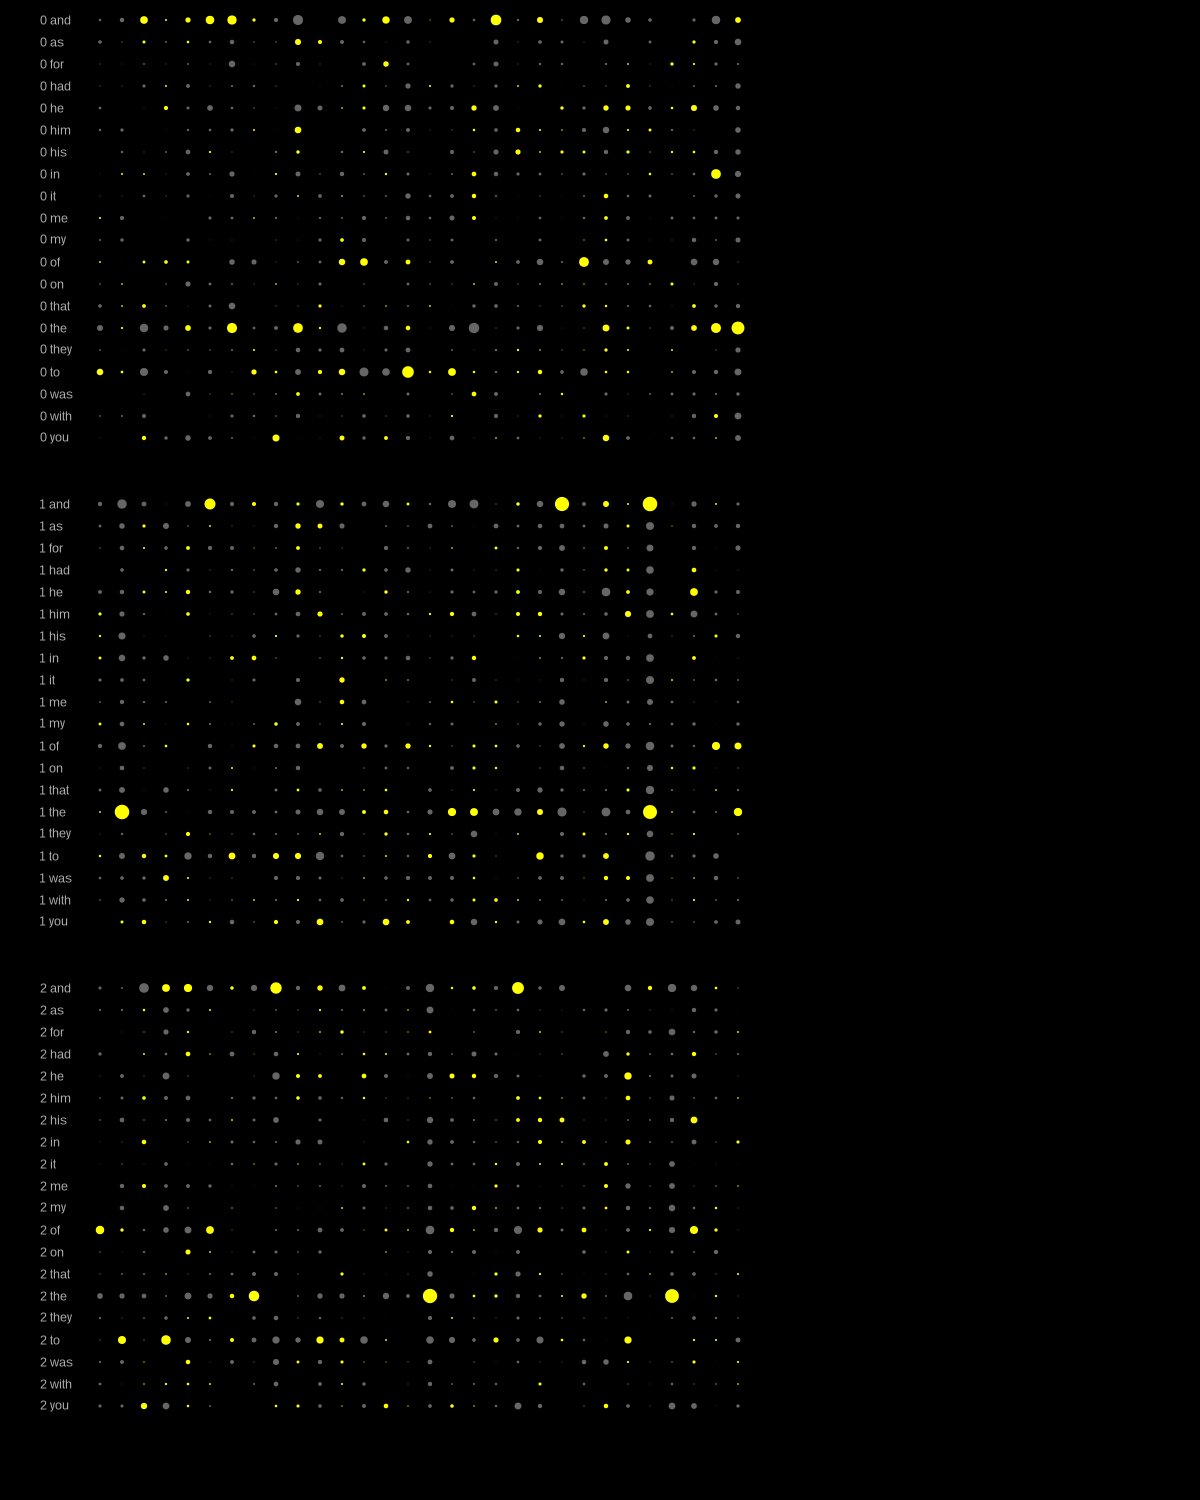 0 and
0 as
0 for
0 had
0 he
0 him
0 his
0 in
0 it
0 me
0 my
0 of
0 on
0 that
0 the
0 they
0 to
0 was
0 with
0 you
1 and
1 as
1 for
1 had
1 he
1 him
1 his
1 in
1 it
1 me
1 my
1 of
1 on
1 that
1 the
1 they
1 to
1 was
1 with
1 you
2 and
2 as
2 for
2 had
2 he
2 him
2 his
2 in
2 it
2 me
2 my
2 of
2 on
2 that
2 the
2 they
2 to
2 was
2 with
2 you